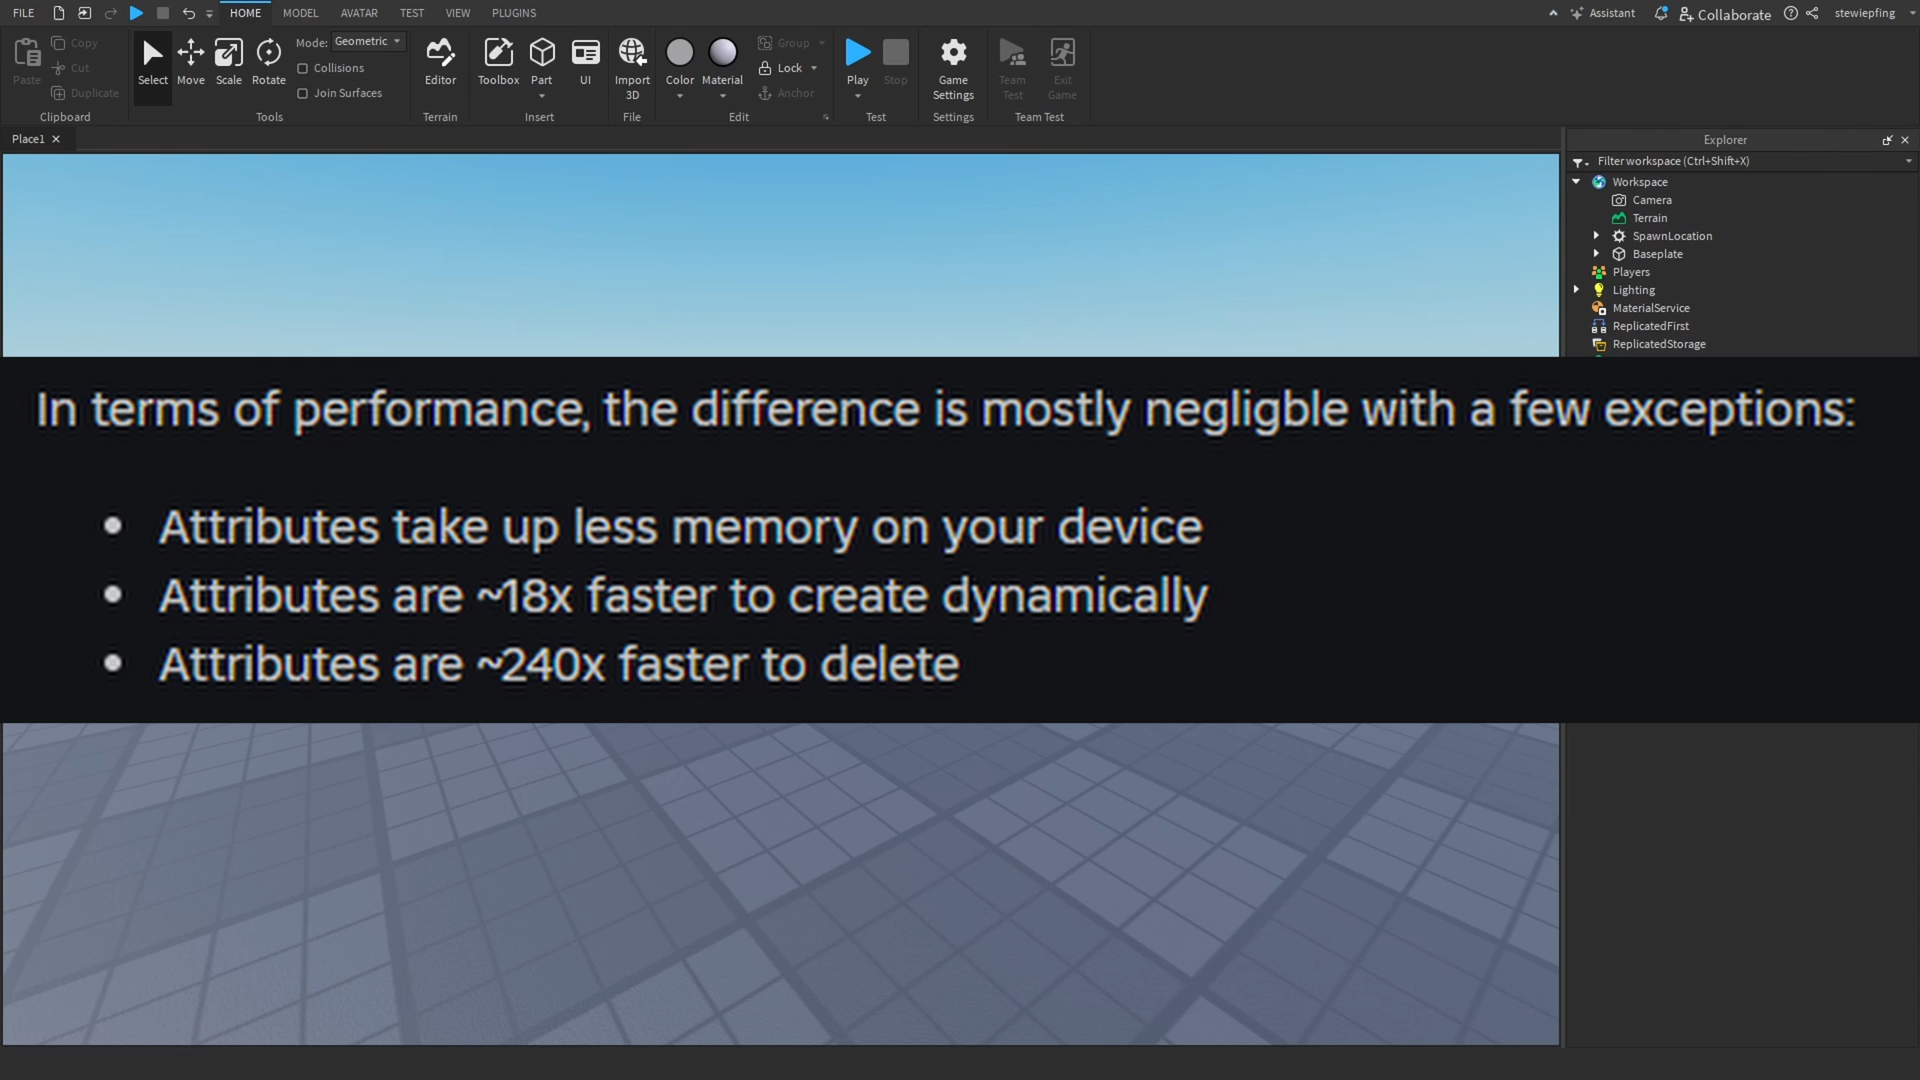 FILE HOME MODEL AVATAR TEST VIEW PLUGINS Assistant Collaborate stewiepfing
Paste Copy Cut Duplicate
Clipboard
Select Move Scale Rotate
Mode: Geometric
Collisions
Join Surfaces
Tools
Editor
Terrain
Toolbox Part UI
Insert
Import 3D
File
Color Material
Group
Lock
Anchor
Edit
Play Stop
Test
Game Settings
Settings
Team Test
Exit Game
Team Test
Place1
Explorer
Filter workspace (Ctrl+Shift+X)
Workspace
Camera
Terrain
SpawnLocation
Baseplate
Players
Lighting
MaterialService
ReplicatedFirst
ReplicatedStorage
In terms of performance, the difference is mostly negligble with a few exceptions:
• Attributes take up less memory on your device
• Attributes are ~18x faster to create dynamically
• Attributes are ~240x faster to delete